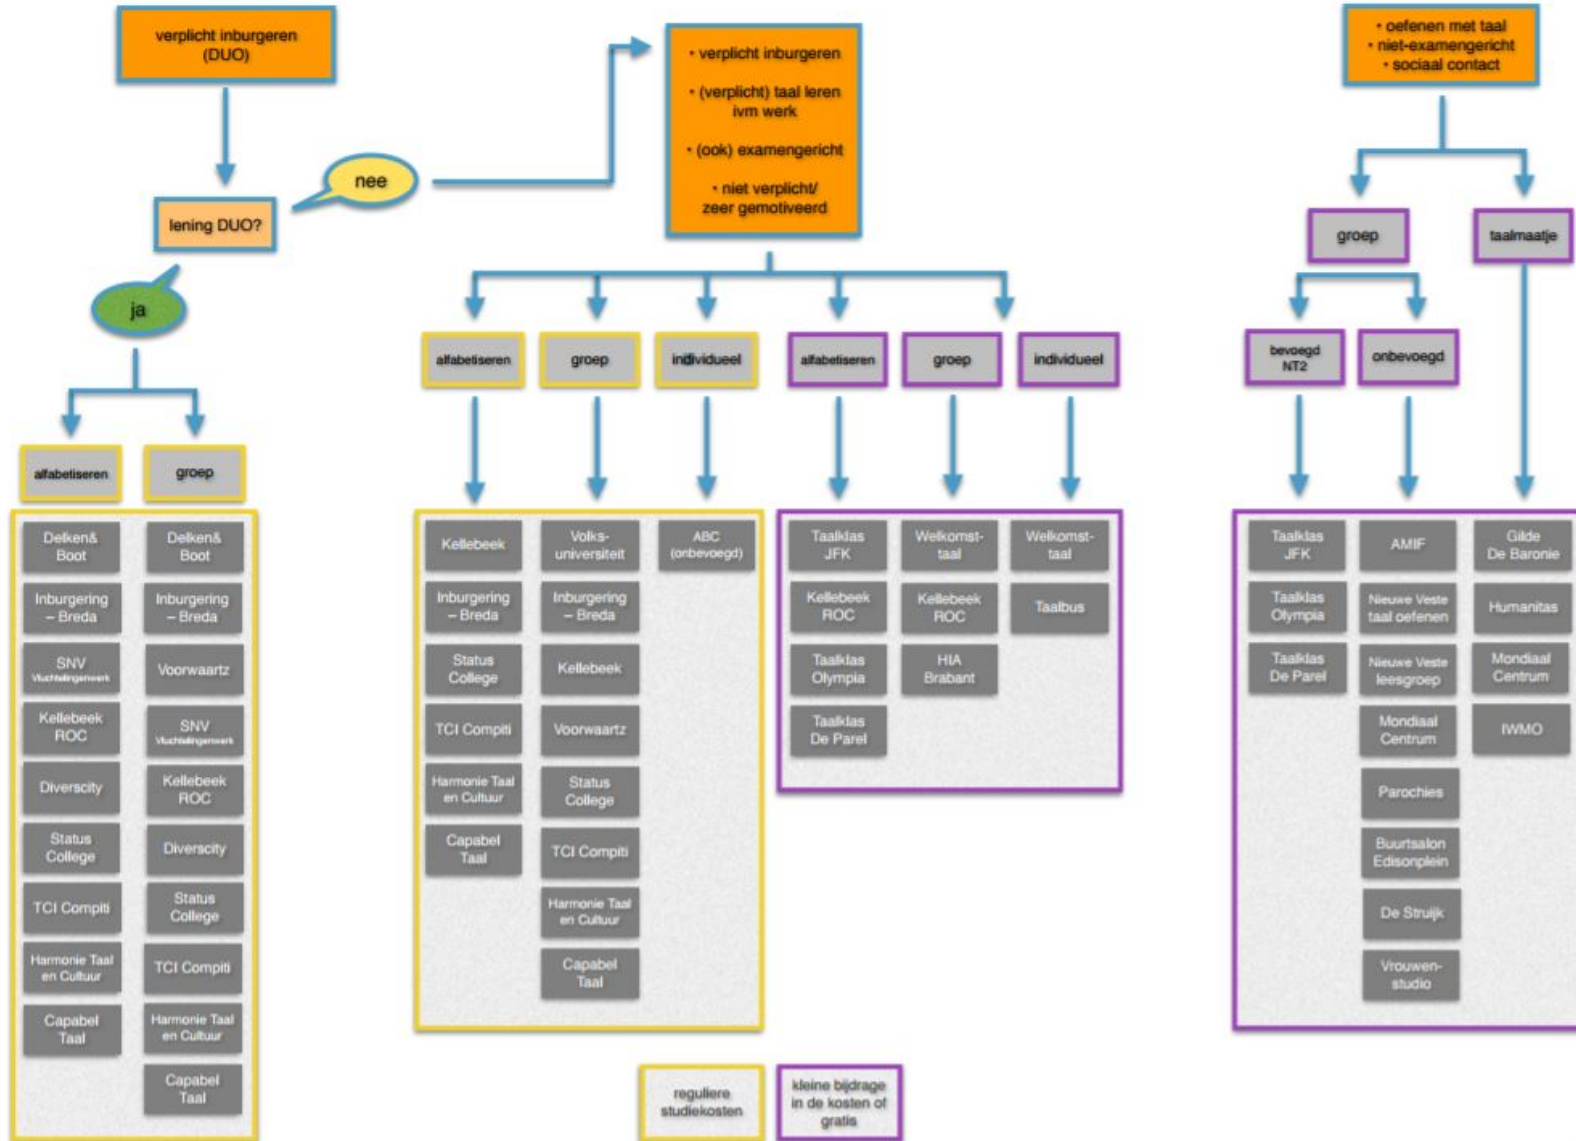 verplicht inburgeren
(DUO)
lening DUO?
nee
ja
alfabetiseren
groep
Delken&
Boot
Inburgering
– Breda
SNV
Vluchtelingenwerk
Kellebeek
ROC
Diverscity
Status
College
TCI Compiti
Harmonie Taal
en Cultuur
Capabel
Taal
Delken&
Boot
Inburgering
– Breda
Voorwaartz
SNV
Vluchtelingenwerk
Kellebeek
ROC
Diverscity
Status
College
TCI Compiti
Harmonie Taal
en Cultuur
Capabel
Taal
• verplicht inburgeren
• (verplicht) taal leren
ivm werk
• (ook) examengericht
• niet verplicht/
zeer gemotiveerd
alfabetiseren
groep
individueel
alfabetiseren
groep
individueel
Kellebeek
Inburgering
– Breda
Status
College
TCI Compiti
Harmonie Taal
en Cultuur
Capabel
Taal
Volks-
universiteit
Inburgering
– Breda
Kellebeek
Voorwaartz
Status
College
TCI Compiti
Harmonie Taal
en Cultuur
Capabel
Taal
ABC
(onbevoegd)
Taalklas
JFK
Kellebeek
ROC
Taalklas
Olympia
Taalklas
De Parel
Welkomst-
taal
Kellebeek
ROC
HIA
Brabant
Welkomst-
taal
Taalbus
• oefenen met taal
• niet-examengericht
• sociaal contact
groep
taalmaatje
bevoegd
NT2
onbevoegd
Taalklas
JFK
Taalklas
Olympia
Taalklas
De Parel
AMIF
Nieuwe Veste
taal oefenen
Nieuwe Veste
leesgroep
Mondiaal
Centrum
Parochies
Buurtsalon
Edisonplein
De Struijk
Vrouwen-
studio
Gilde
De Baronie
Humanitas
Mondiaal
Centrum
IWMO
reguliere
studiekosten
kleine bijdrage
in de kosten of
gratis